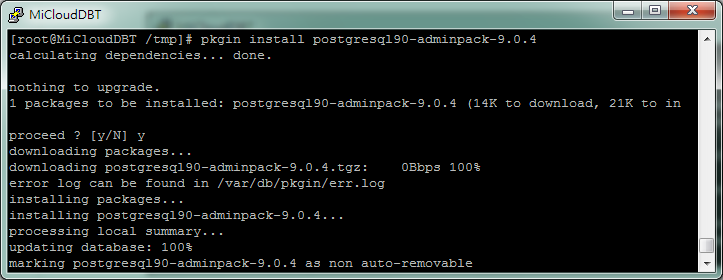 MiCloudDBT
[root@MiCloudDBT /tmp]# pkgin install postgresql90-adminpack-9.0.4
calculating dependencies... done.
nothing to upgrade.
1 packages to be installed: postgresql90-adminpack-9.0.4 (14K to download, 21K to in
proceed ? [y/N] y
downloading packages...
downloading postgresql90-adminpack-9.0.4.tgz:    0Bbps 100%
error log can be found in /var/db/pkgin/err.log
installing packages...
installing postgresql90-adminpack-9.0.4...
processing local summary...
updating database: 100%
marking postgresql90-adminpack-9.0.4 as non auto-removable